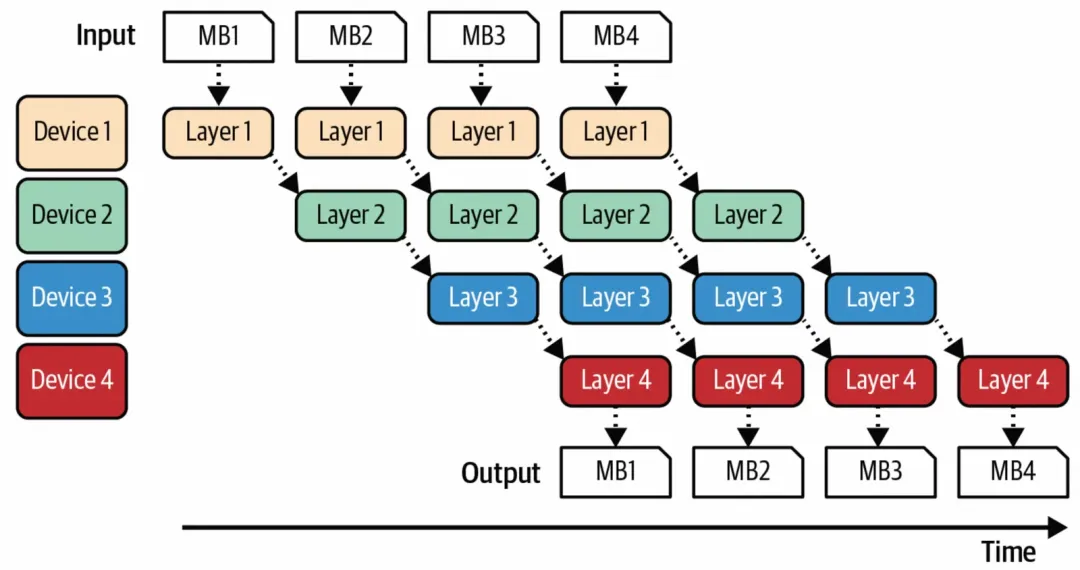 Input MB1 MB2 MB3 MB4
Device 1 Layer 1 Layer 1 Layer 1 Layer 1
Device 2 Layer 2 Layer 2 Layer 2 Layer 2
Device 3 Layer 3 Layer 3 Layer 3 Layer 3
Device 4 Layer 4 Layer 4 Layer 4 Layer 4
Output MB1 MB2 MB3 MB4
Time